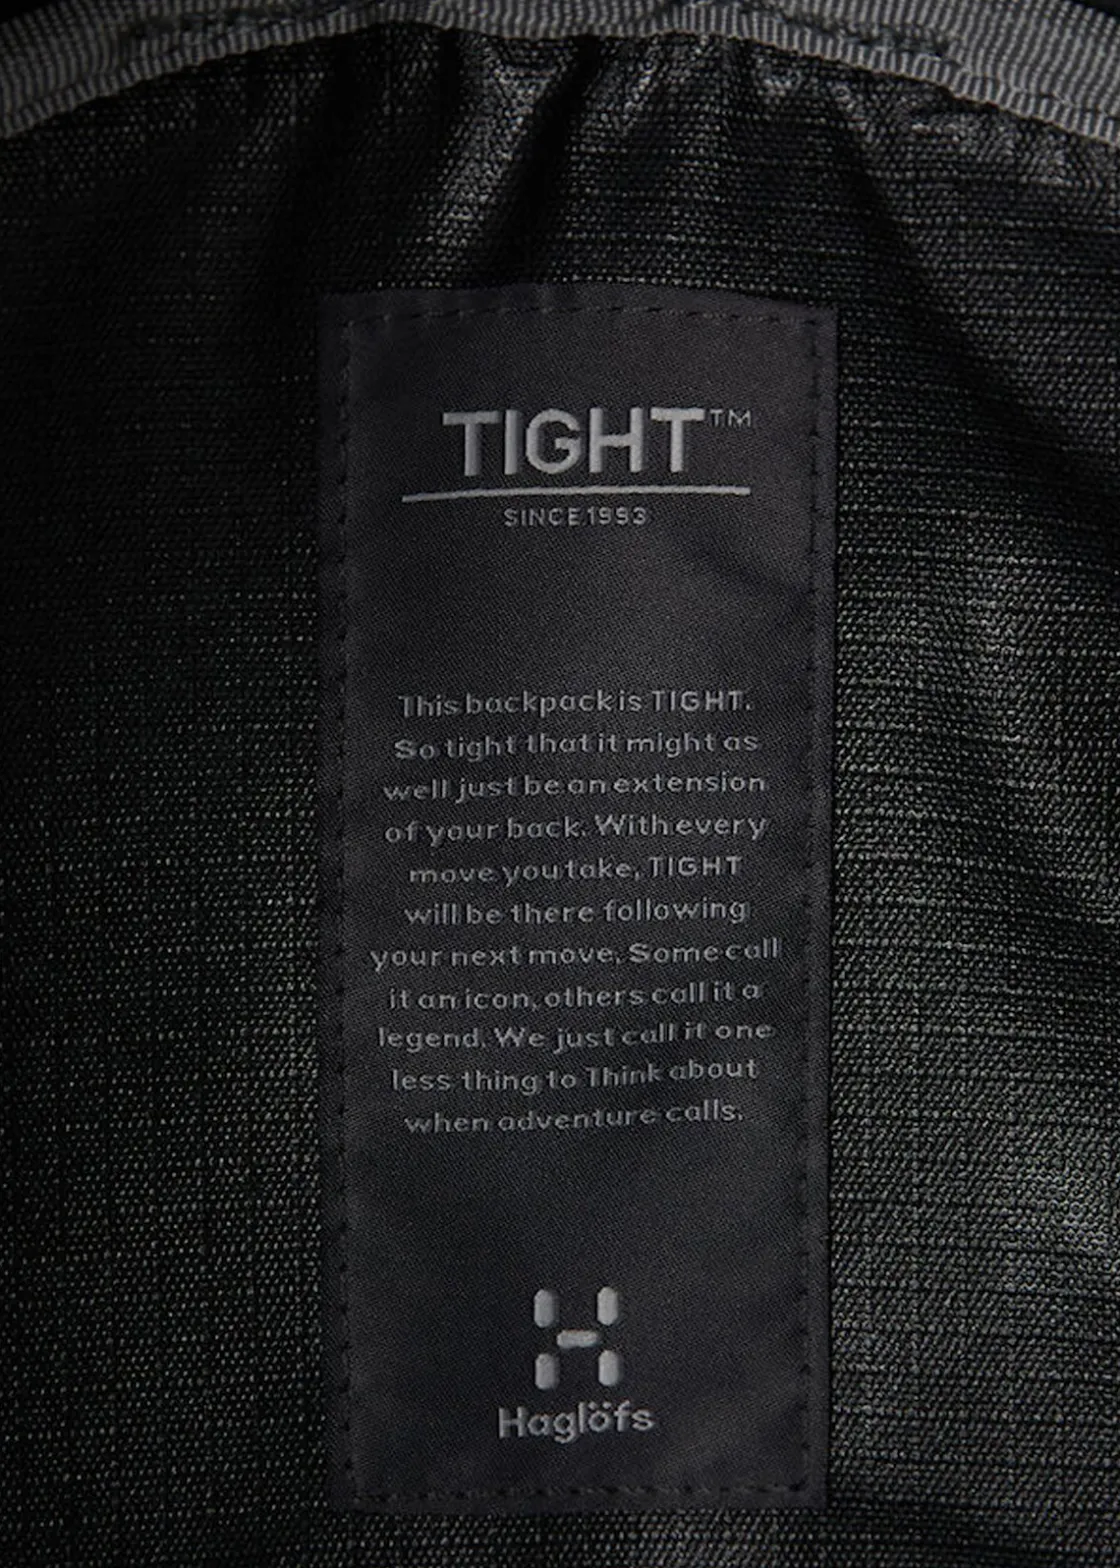 TIGHT™
SINCE 1993
This backpack is TIGHT.
So tight that it might as
well just be an extension
of your back. With every
move you take, TIGHT
will be there following
your next move. Some call
it an icon, others call it a
legend. We just call it one
less thing to think about
when adventure calls.
Haglöfs